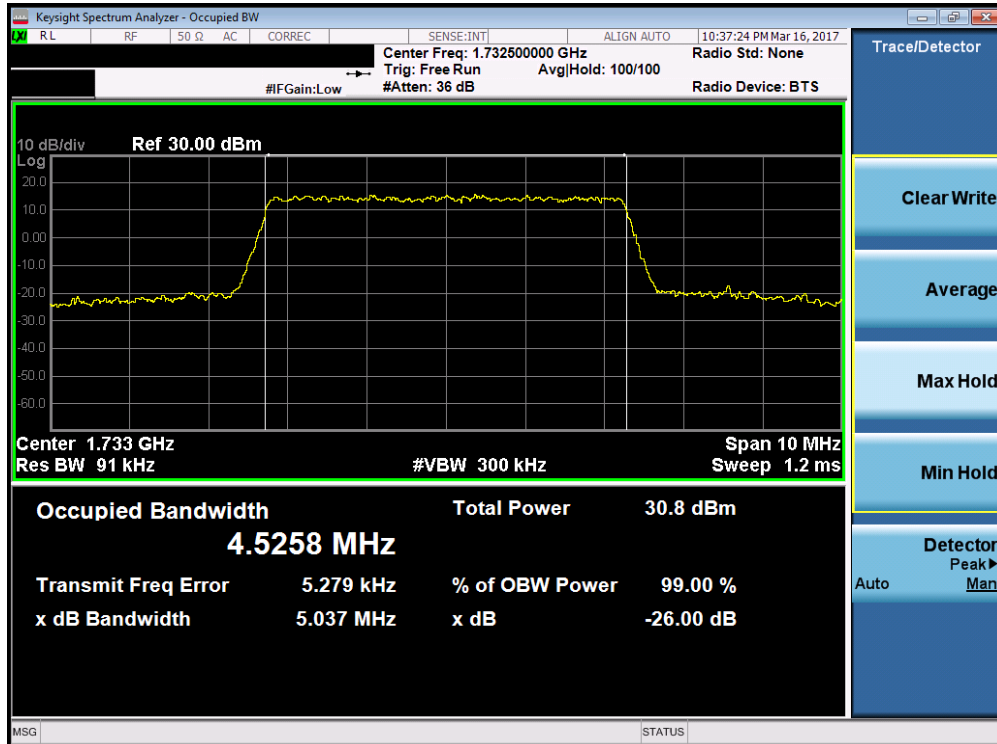 Keysight Spectrum Analyzer - Occupied BW
LXI RL RF 50 Ω AC CORREC SENSE:INT ALIGN AUTO 10:37:24 PM Mar 16, 2017
Center Freq: 1.732500000 GHz Radio Std: None
Trig: Free Run Avg|Hold: 100/100
#IFGain:Low #Atten: 36 dB Radio Device: BTS
10 dB/div Ref 30.00 dBm
Log
20.0
10.0
0.00
-10.0
-20.0
-30.0
-40.0
-50.0
-60.0
Center 1.733 GHz Span 10 MHz
Res BW 91 kHz #VBW 300 kHz Sweep 1.2 ms
Occupied Bandwidth Total Power 30.8 dBm
4.5258 MHz
Transmit Freq Error 5.279 kHz % of OBW Power 99.00 %
x dB Bandwidth 5.037 MHz x dB -26.00 dB
MSG STATUS
Trace/Detector
Clear Write
Average
Max Hold
Min Hold
Detector
Peak▶
Auto Man